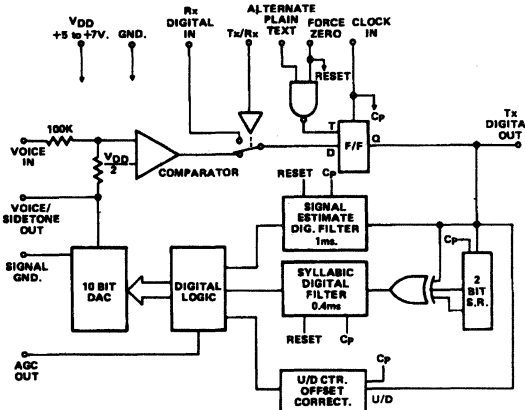 VDD
+5 to +7V.
GND.
Rx
DIGITAL
IN
Tx/Rx
ALTERNATE
PLAIN
TEXT
FORCE
ZERO
CLOCK
IN
RESET
CP
Tx
DIGITAL
OUT
100K
VOICE
IN
VDD
2
COMPARATOR
T
D
F/F
Q
VOICE/
SIDETONE
OUT
RESET
CP
SIGNAL
ESTIMATE
DIG. FILTER
1ms.
SIGNAL
GND.
10 BIT
DAC
DIGITAL
LOGIC
SYLLABIC
DIGITAL
FILTER
0.4ms
CP
2
BIT
S.R.
RESET
CP
AGC
OUT
U/D CTR.
OFFSET
CORRECT.
CP
U/D